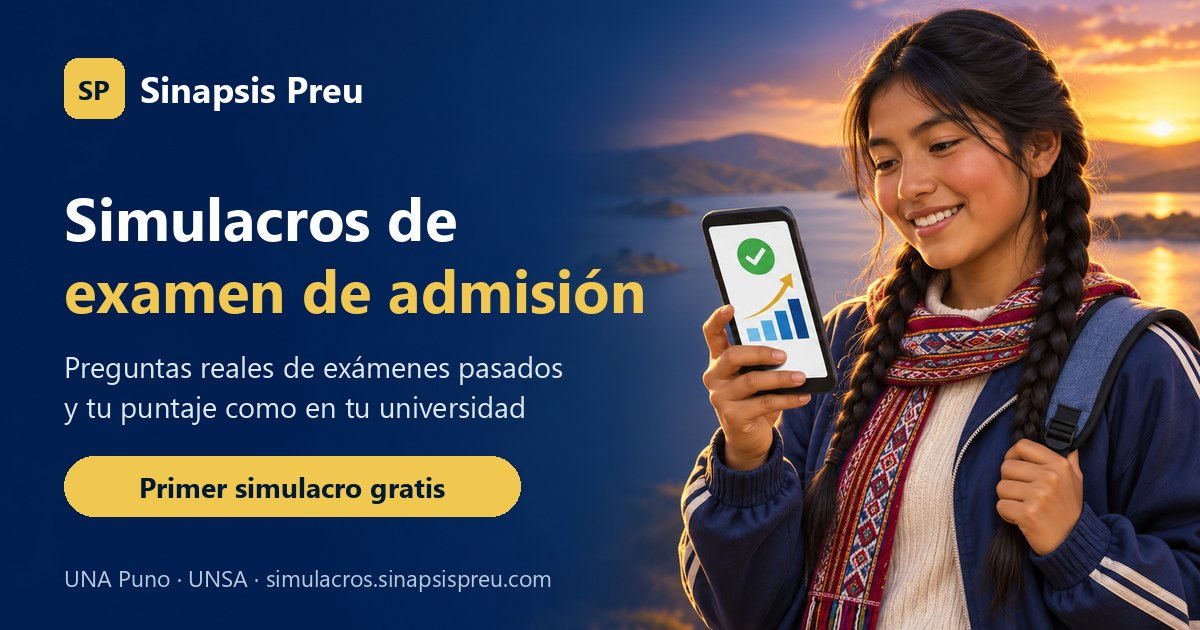 SP
Sinapsis Preu
Simulacros de
examen de admisión
Preguntas reales de exámenes pasados
y tu puntaje como en tu universidad
Primer simulacro gratis
UNA Puno · UNSA · simulacros.sinapsispreu.com